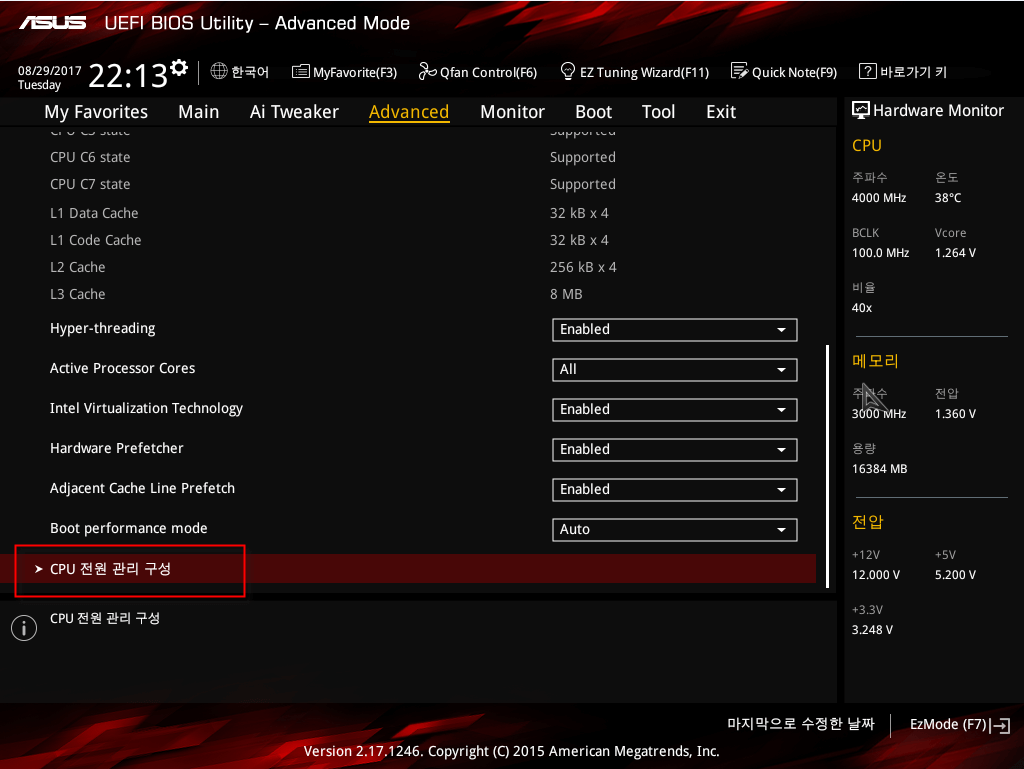 ASUS UEFI BIOS Utility – Advanced Mode
08/29/2017
Tuesday
22:13
한국어 MyFavorite(F3) Qfan Control(F6) EZ Tuning Wizard(F11) Quick Note(F9) ? 바로가기 키
My Favorites Main Ai Tweaker Advanced Monitor Boot Tool Exit
CPU C3 state Supported
CPU C6 state Supported
CPU C7 state Supported
L1 Data Cache 32 kB x 4
L1 Code Cache 32 kB x 4
L2 Cache 256 kB x 4
L3 Cache 8 MB
Hyper-threading Enabled
Active Processor Cores All
Intel Virtualization Technology Enabled
Hardware Prefetcher Enabled
Adjacent Cache Line Prefetch Enabled
Boot performance mode Auto
CPU 전원 관리 구성
CPU 전원 관리 구성
Hardware Monitor
CPU
주파수 온도
4000 MHz 38°C
BCLK Vcore
100.0 MHz 1.264 V
비율
40x
메모리
주파수 전압
3000 MHz 1.360 V
용량
16384 MB
전압
+12V +5V
12.000 V 5.200 V
+3.3V
3.248 V
마지막으로 수정한 날짜 EzMode (F7)
Version 2.17.1246. Copyright (C) 2015 American Megatrends, Inc.